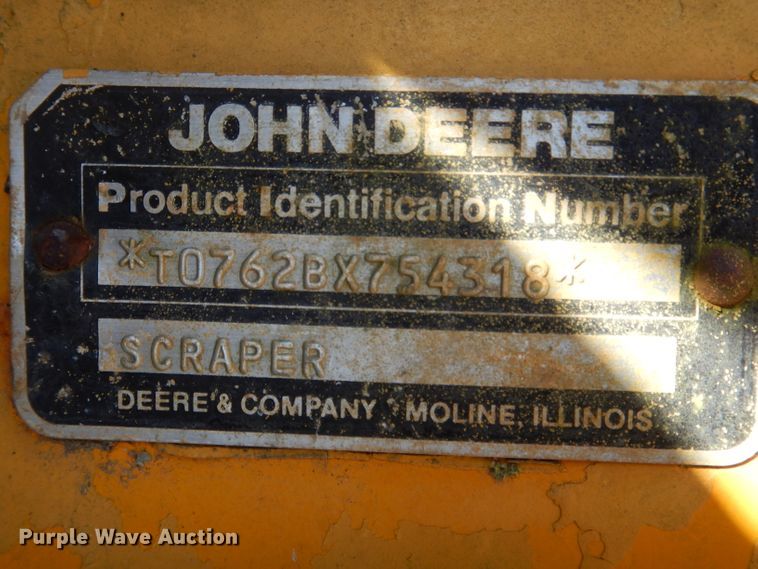 JOHN DEERE
Product Identification Number
*T0762BX754318*
SCRAPER
DEERE & COMPANY MOLINE, ILLINOIS
Purple Wave Auction®